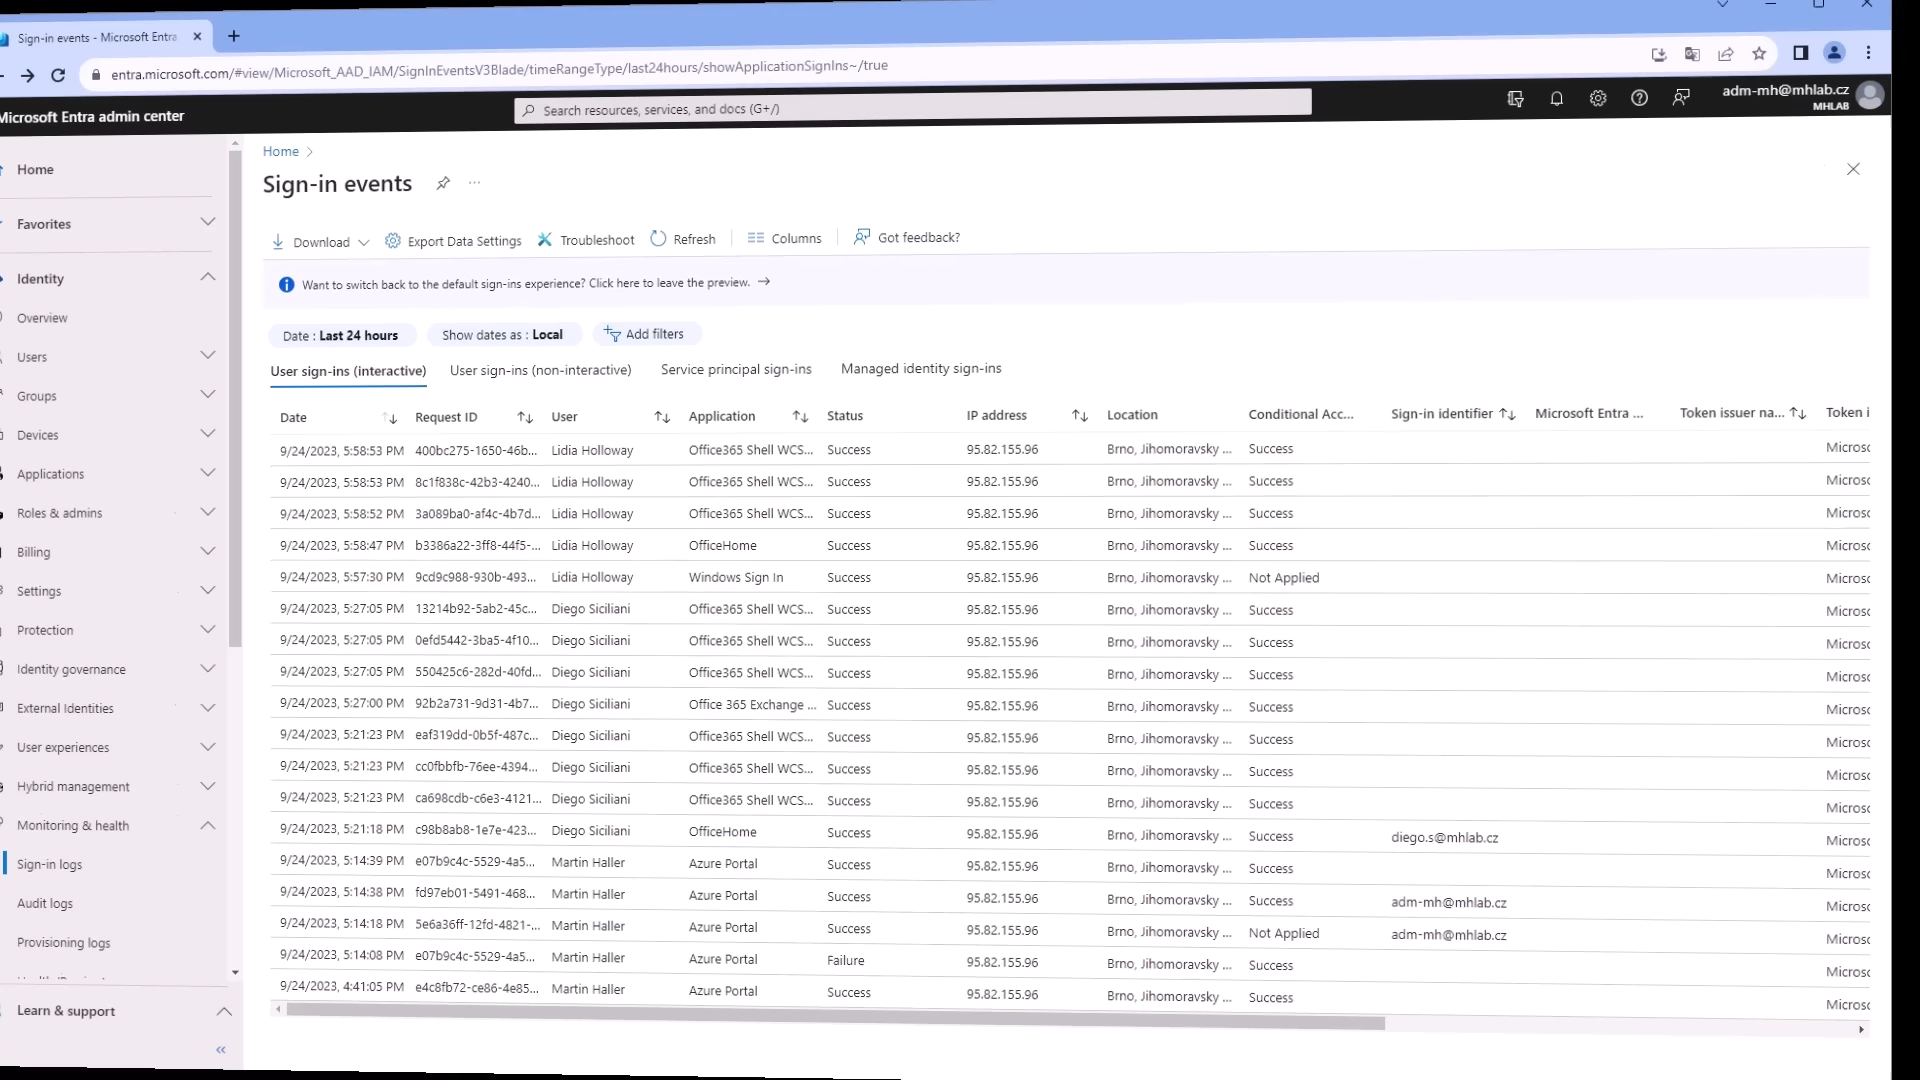 Sign-in events - Microsoft Entra
entra.microsoft.com/#view/Microsoft_AAD_IAM/SignInEventsV3Blade/timeRangeType/last24hours/showApplicationSignIns~/true
Microsoft Entra admin center
Search resources, services, and docs (G+/)
adm-mh@mhlab.cz
MHLAB
Home
Favorites
Identity
Overview
Users
Groups
Devices
Applications
Roles & admins
Billing
Settings
Protection
Identity governance
External Identities
User experiences
Hybrid management
Monitoring & health
Sign-in logs
Audit logs
Provisioning logs
Learn & support
Home
Sign-in events
Download Export Data Settings Troubleshoot Refresh Columns Got feedback?
Want to switch back to the default sign-ins experience? Click here to leave the preview.
Date : Last 24 hours Show dates as : Local Add filters
User sign-ins (interactive) User sign-ins (non-interactive) Service principal sign-ins Managed identity sign-ins
Date Request ID User Application Status IP address Location Conditional Acc... Sign-in identifier Microsoft Entra ... Token issuer na... Token i
9/24/2023, 5:58:53 PM 400bc275-1650-46b... Lidia Holloway Office365 Shell WCS... Success 95.82.155.96 Brno, Jihomoravsky ... Success Microsc
9/24/2023, 5:58:53 PM 8c1f838c-42b3-4240... Lidia Holloway Office365 Shell WCS... Success 95.82.155.96 Brno, Jihomoravsky ... Success Microsc
9/24/2023, 5:58:52 PM 3a089ba0-af4c-4b7d... Lidia Holloway Office365 Shell WCS... Success 95.82.155.96 Brno, Jihomoravsky ... Success Microsc
9/24/2023, 5:58:47 PM b3386a22-3ff8-44f5-... Lidia Holloway OfficeHome Success 95.82.155.96 Brno, Jihomoravsky ... Success Microsc
9/24/2023, 5:57:30 PM 9cd9c988-930b-493... Lidia Holloway Windows Sign In Success 95.82.155.96 Brno, Jihomoravsky ... Not Applied Microsc
9/24/2023, 5:27:05 PM 13214b92-5ab2-45c... Diego Siciliani Office365 Shell WCS... Success 95.82.155.96 Brno, Jihomoravsky ... Success Microsc
9/24/2023, 5:27:05 PM 0efd5442-3ba5-4f10... Diego Siciliani Office365 Shell WCS... Success 95.82.155.96 Brno, Jihomoravsky ... Success Microsc
9/24/2023, 5:27:05 PM 550425c6-282d-40fd... Diego Siciliani Office365 Shell WCS... Success 95.82.155.96 Brno, Jihomoravsky ... Success Microsc
9/24/2023, 5:27:00 PM 92b2a731-9d31-4b7... Diego Siciliani Office 365 Exchange ... Success 95.82.155.96 Brno, Jihomoravsky ... Success Microsc
9/24/2023, 5:21:23 PM eaf319dd-0b5f-487c... Diego Siciliani Office365 Shell WCS... Success 95.82.155.96 Brno, Jihomoravsky ... Success Microsc
9/24/2023, 5:21:23 PM cc0fbbfb-76ee-4394... Diego Siciliani Office365 Shell WCS... Success 95.82.155.96 Brno, Jihomoravsky ... Success Microsc
9/24/2023, 5:21:23 PM ca698cdb-c6e3-4121... Diego Siciliani Office365 Shell WCS... Success 95.82.155.96 Brno, Jihomoravsky ... Success Microsc
9/24/2023, 5:21:18 PM c98b8ab8-1e7e-423... Diego Siciliani OfficeHome Success 95.82.155.96 Brno, Jihomoravsky ... Success diego.s@mhlab.cz Microsc
9/24/2023, 5:14:39 PM e07b9c4c-5529-4a5... Martin Haller Azure Portal Success 95.82.155.96 Brno, Jihomoravsky ... Success Microsc
9/24/2023, 5:14:38 PM fd97eb01-5491-468... Martin Haller Azure Portal Success 95.82.155.96 Brno, Jihomoravsky ... Success adm-mh@mhlab.cz Microsc
9/24/2023, 5:14:18 PM 5e6a36ff-12fd-4821-... Martin Haller Azure Portal Success 95.82.155.96 Brno, Jihomoravsky ... Not Applied adm-mh@mhlab.cz Microsc
9/24/2023, 5:14:08 PM e07b9c4c-5529-4a5... Martin Haller Azure Portal Failure 95.82.155.96 Brno, Jihomoravsky ... Success Microsc
9/24/2023, 4:41:05 PM e4c8fb72-ce86-4e85... Martin Haller Azure Portal Success 95.82.155.96 Brno, Jihomoravsky ... Success Microsc